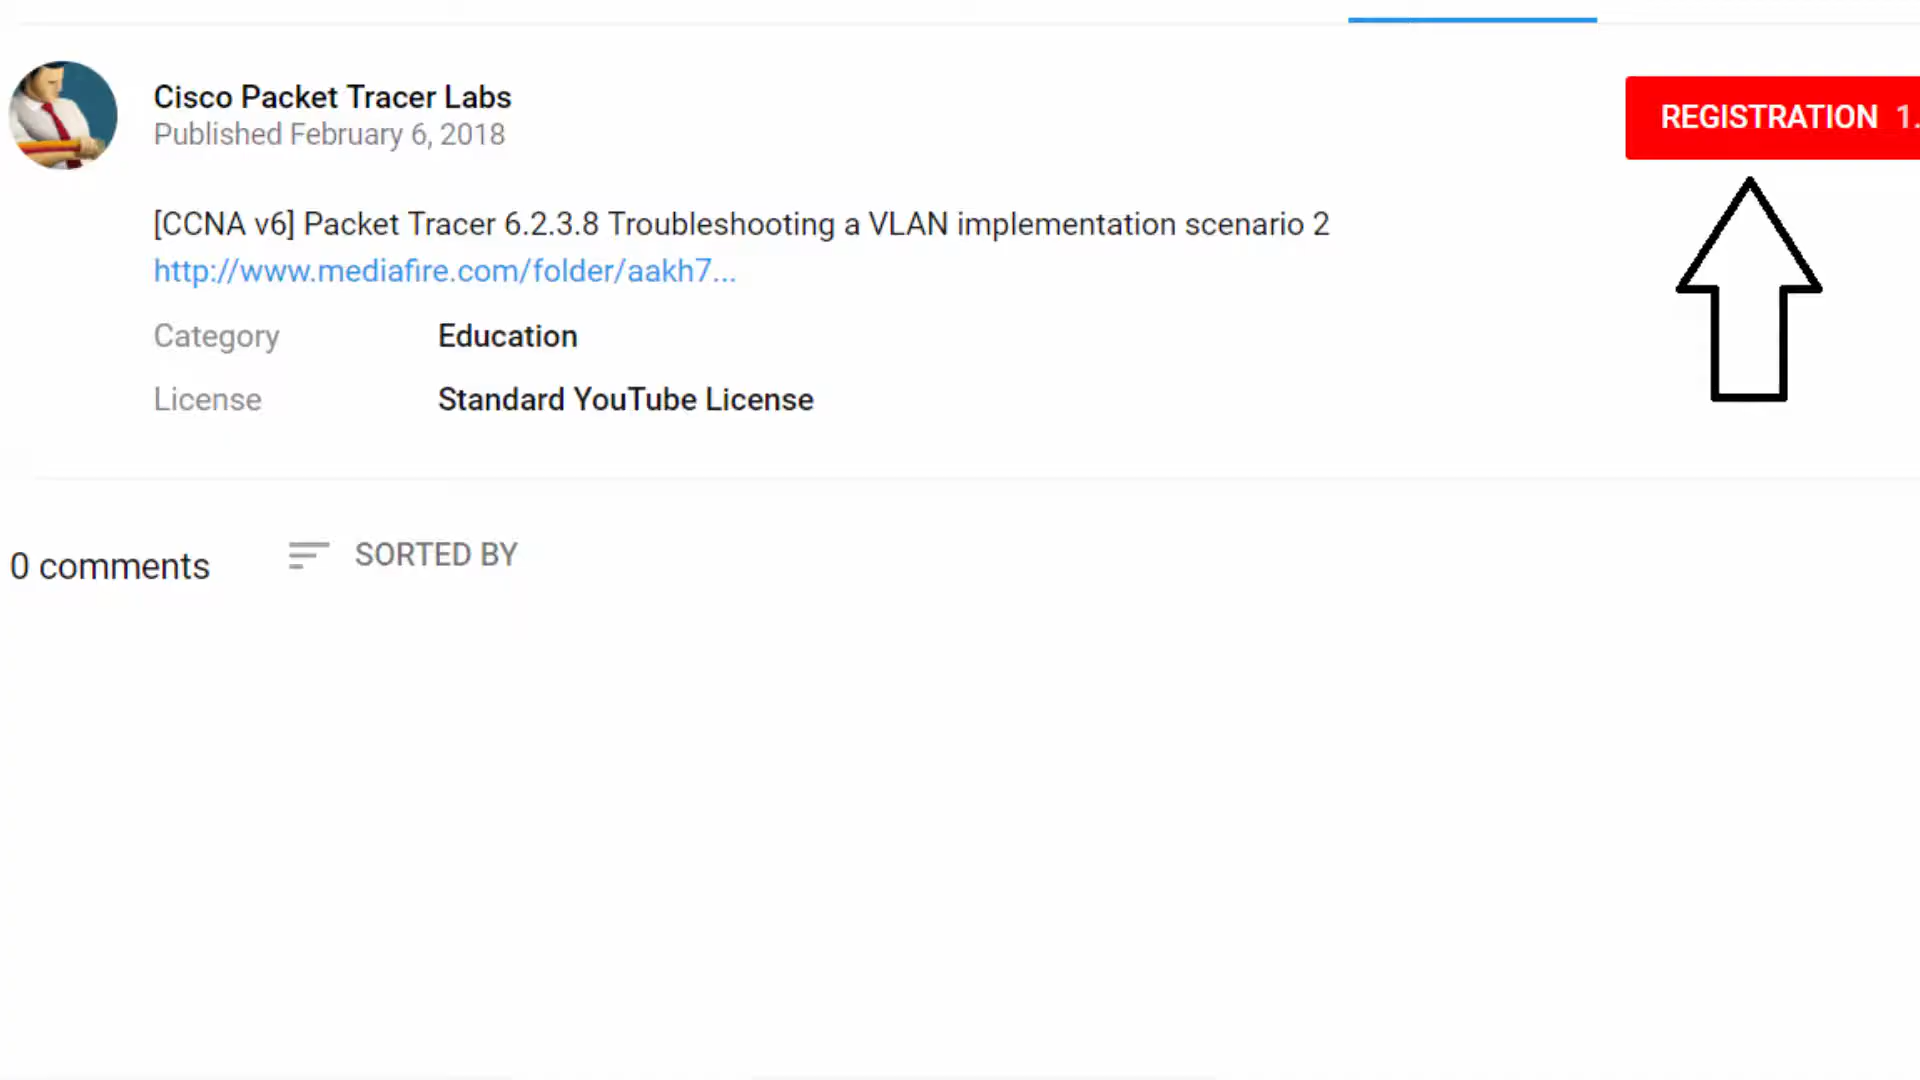 Cisco Packet Tracer Labs
Published February 6, 2018
REGISTRATION 1.
[CCNA v6] Packet Tracer 6.2.3.8 Troubleshooting a VLAN implementation scenario 2
http://www.mediafire.com/folder/aakh7...
Category Education
License Standard YouTube License
0 comments SORTED BY